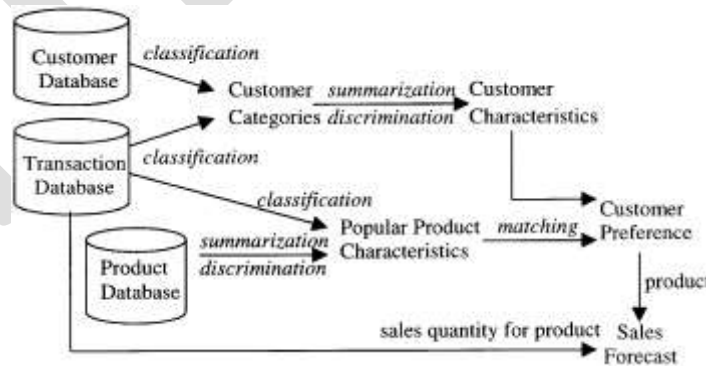 Customer
Database
classification
Customer
Categories
summarization
discrimination
Customer
Characteristics
Transaction
Database
classification
classification
Popular Product
Characteristics
matching
Customer
Preference
Product
Database
summarization
discrimination
product
sales quantity for product
Sales
Forecast